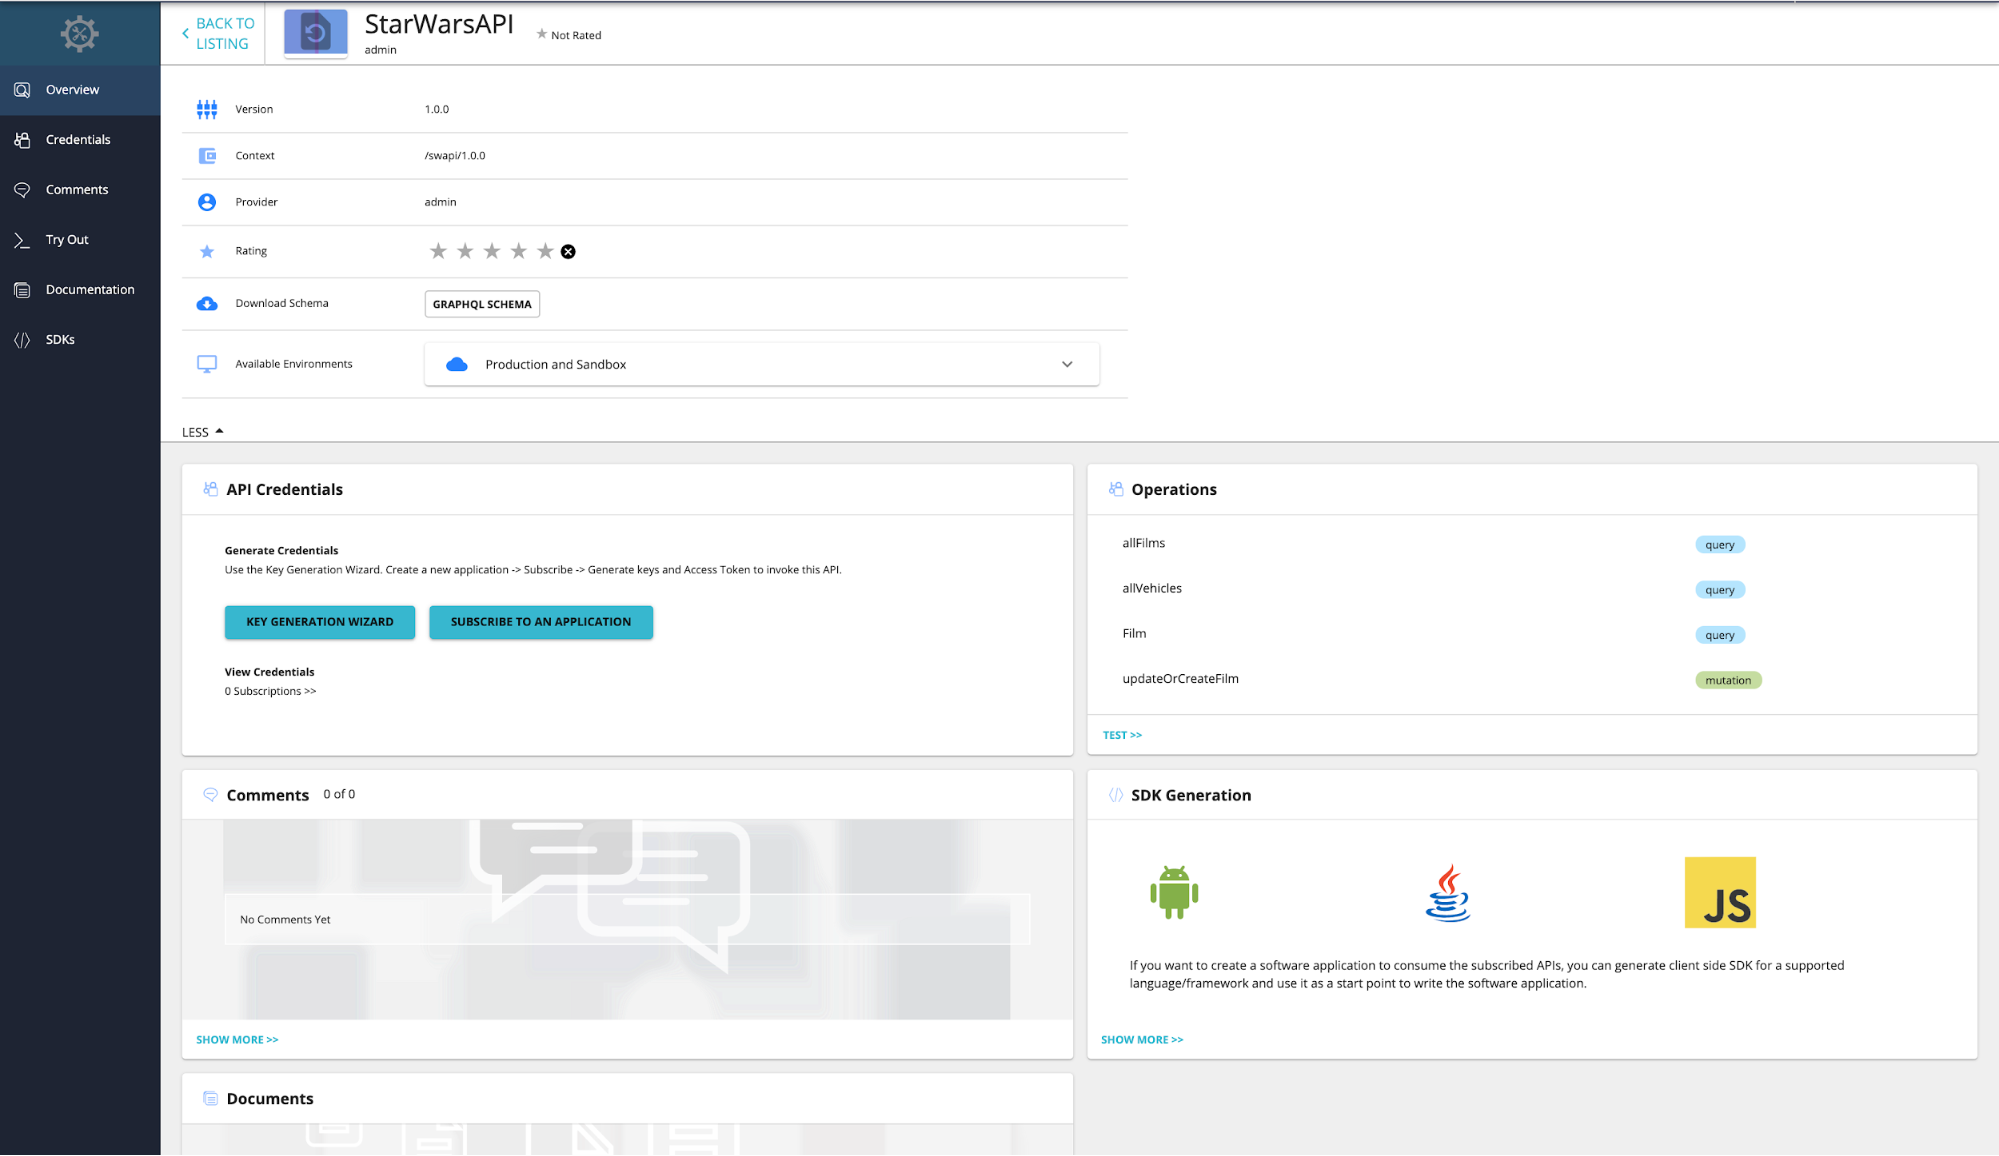 BACK TO
LISTING
StarWarsAPI
admin
Not Rated
Overview
Credentials
Comments
Try Out
Documentation
SDKs
Version 1.0.0
Context /swapi/1.0.0
Provider admin
Rating
Download Schema GRAPHQL SCHEMA
Available Environments Production and Sandbox
LESS
API Credentials
Generate Credentials
Use the Key Generation Wizard. Create a new application -> Subscribe -> Generate keys and Access Token to invoke this API.
KEY GENERATION WIZARD SUBSCRIBE TO AN APPLICATION
View Credentials
0 Subscriptions >>
Operations
allFilms query
allVehicles query
Film query
updateOrCreateFilm mutation
TEST >>
Comments 0 of 0
No Comments Yet
SHOW MORE >>
SDK Generation
JS
If you want to create a software application to consume the subscribed APIs, you can generate client side SDK for a supported
language/framework and use it as a start point to write the software application.
SHOW MORE >>
Documents